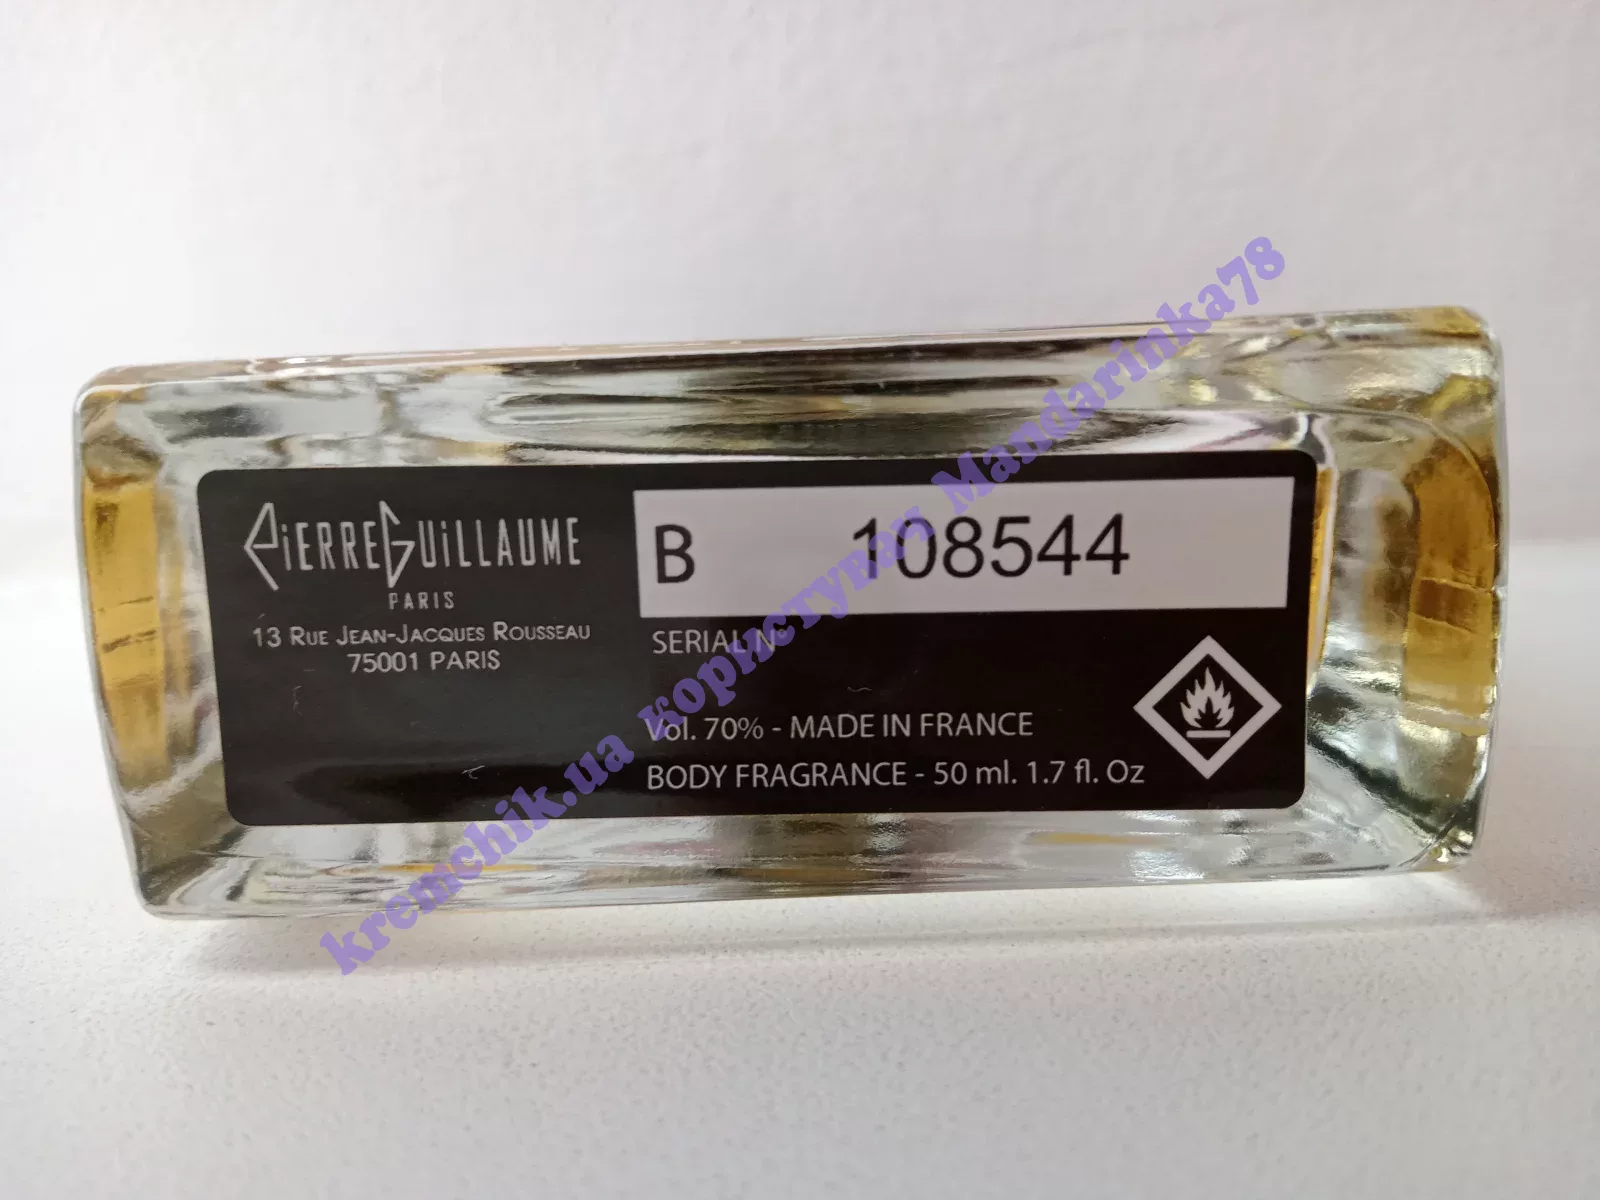 PiERREGUiLLAUME
PARIS
13 RUE JEAN-JACQUES ROUSSEAU
75001 PARIS
B 108544
SERIAL N°
Vol. 70% - MADE IN FRANCE
BODY FRAGRANCE - 50 ml. 1.7 fl. Oz
kremchik.ua користувач Mandarinka78